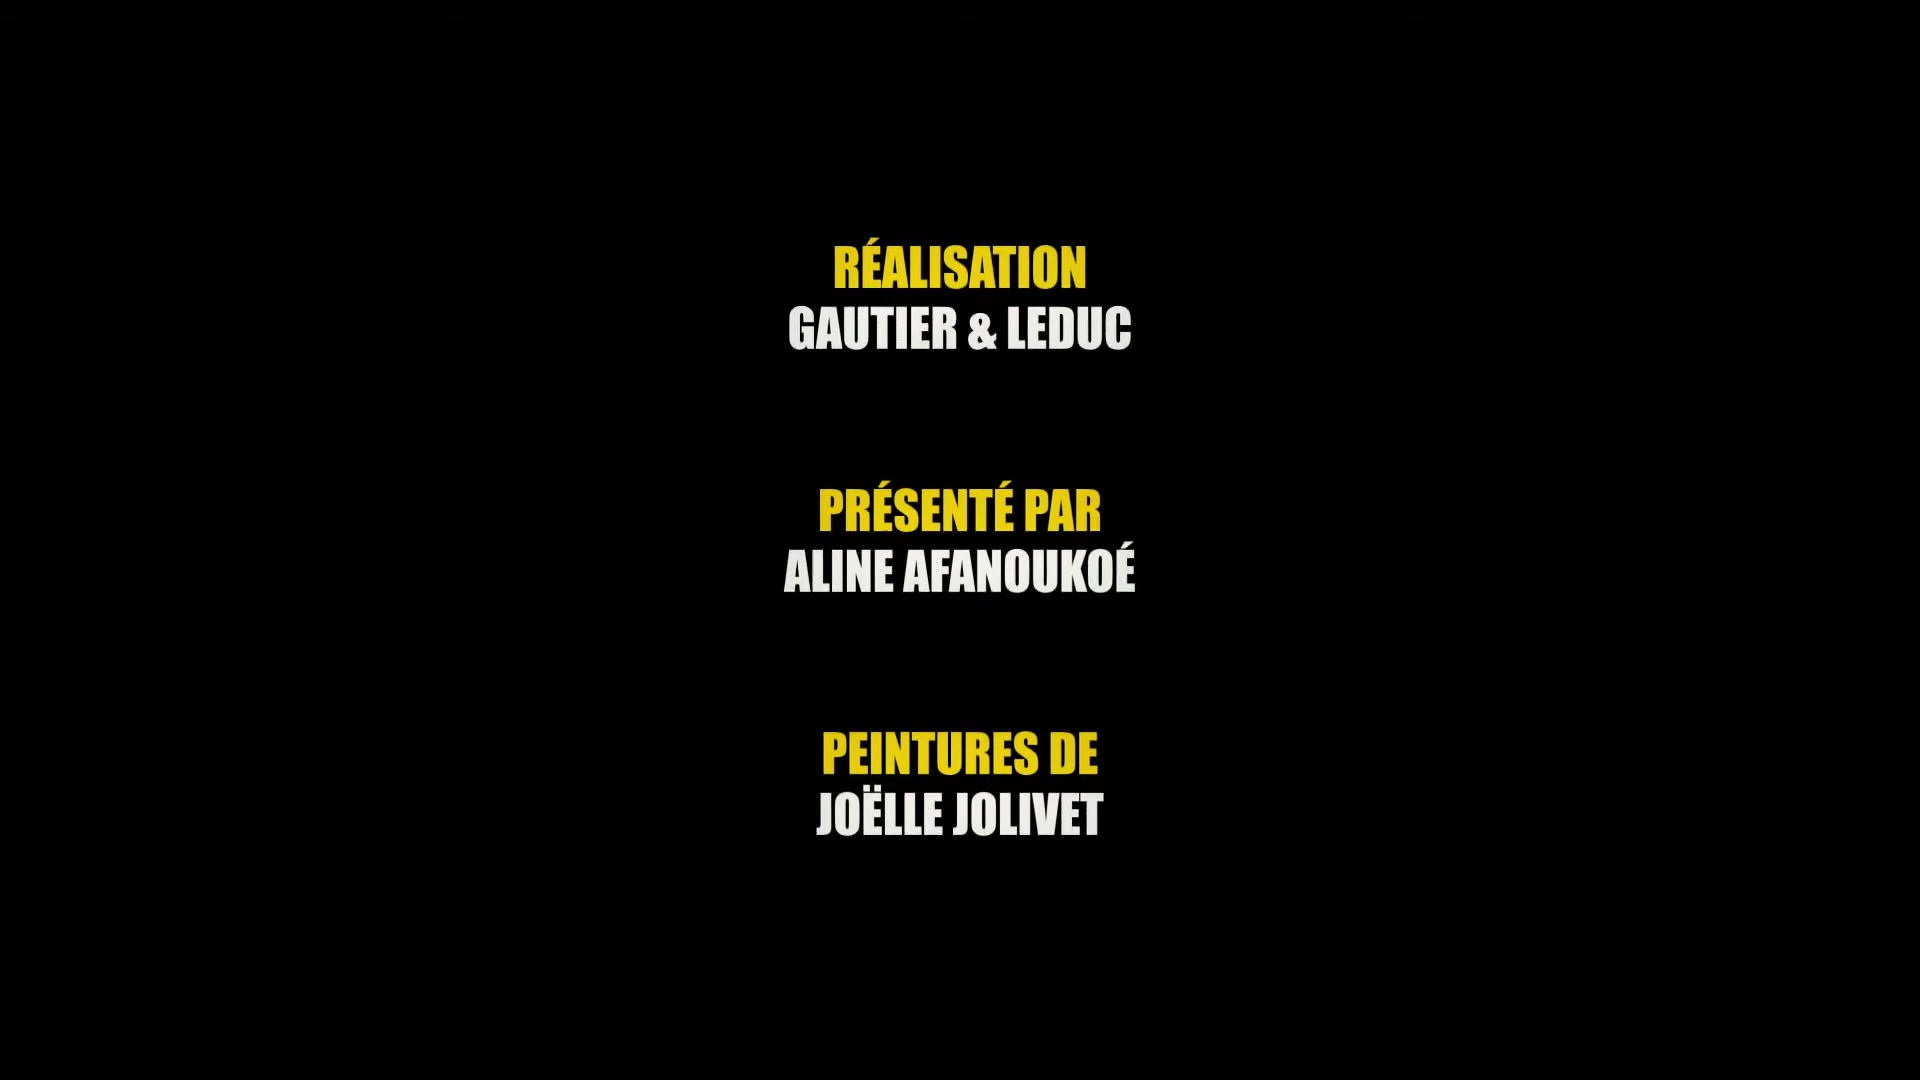 RÉALISATION
GAUTIER & LEDUC
PRÉSENTÉ PAR
ALINE AFANOUKOÉ
PEINTURES DE
JOËLLE JOLIVET